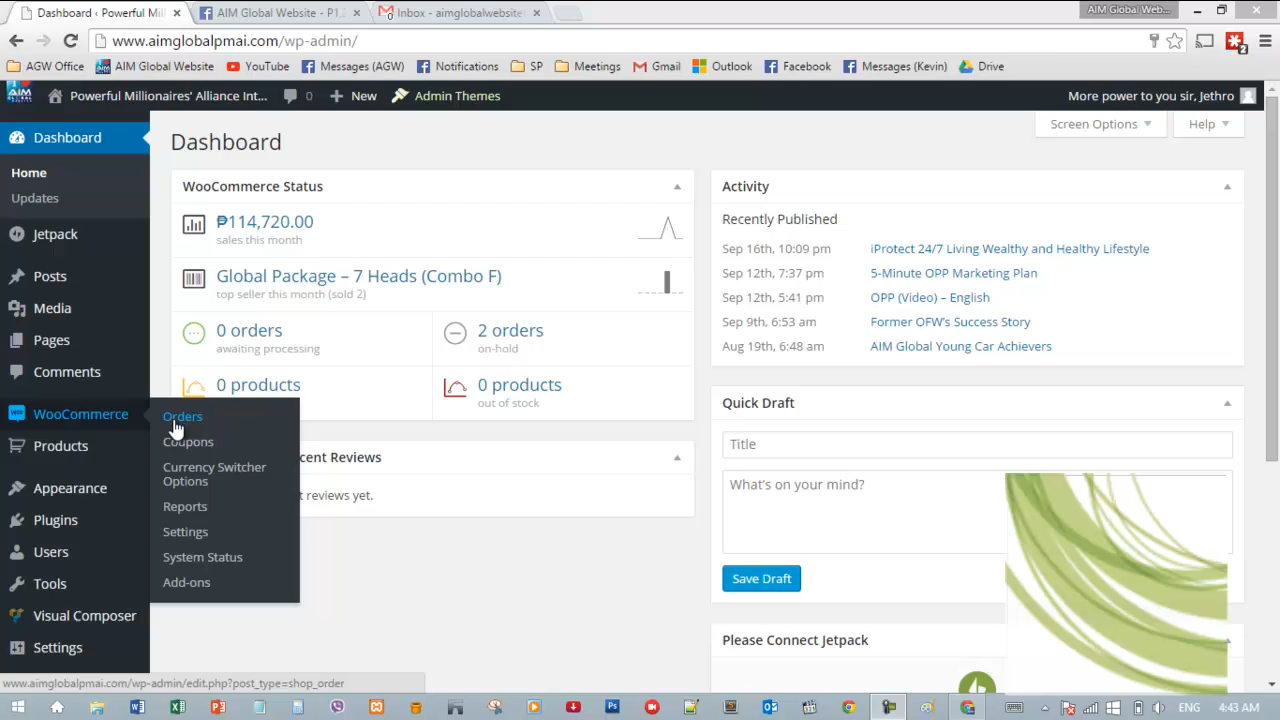 Dashboard ‹ Powerful Milli
AIM Global Website - P1,2
Inbox - aimglobalwebsite
AIM Global Web...
www.aimglobalpmai.com/wp-admin/
2
AGW Office
AIM Global Website
YouTube
Messages (AGW)
Notifications
SP
Meetings
Gmail
Outlook
Facebook
Messages (Kevin)
Drive
Powerful Millionaires' Alliance Int...
0
New
Admin Themes
More power to you sir, Jethro
Dashboard
Home
Updates
Jetpack
Posts
Media
Pages
Comments
WooCommerce
Products
Appearance
Plugins
Users
Tools
Visual Composer
Settings
Orders
Coupons
Currency Switcher
Options
Reports
Settings
System Status
Add-ons
Dashboard
Screen Options
Help
WooCommerce Status
₱114,720.00
sales this month
Global Package – 7 Heads (Combo F)
top seller this month (sold 2)
0 orders
awaiting processing
2 orders
on-hold
0 products
0 products
out of stock
cent Reviews
t reviews yet.
Activity
Recently Published
Sep 16th, 10:09 pm
iProtect 24/7 Living Wealthy and Healthy Lifestyle
Sep 12th, 7:37 pm
5-Minute OPP Marketing Plan
Sep 12th, 5:41 pm
OPP (Video) – English
Sep 9th, 6:53 am
Former OFW's Success Story
Aug 19th, 6:48 am
AIM Global Young Car Achievers
Quick Draft
Title
What's on your mind?
Save Draft
Please Connect Jetpack
www.aimglobalpmai.com/wp-admin/edit.php?post_type=shop_order
ENG
4:43 AM